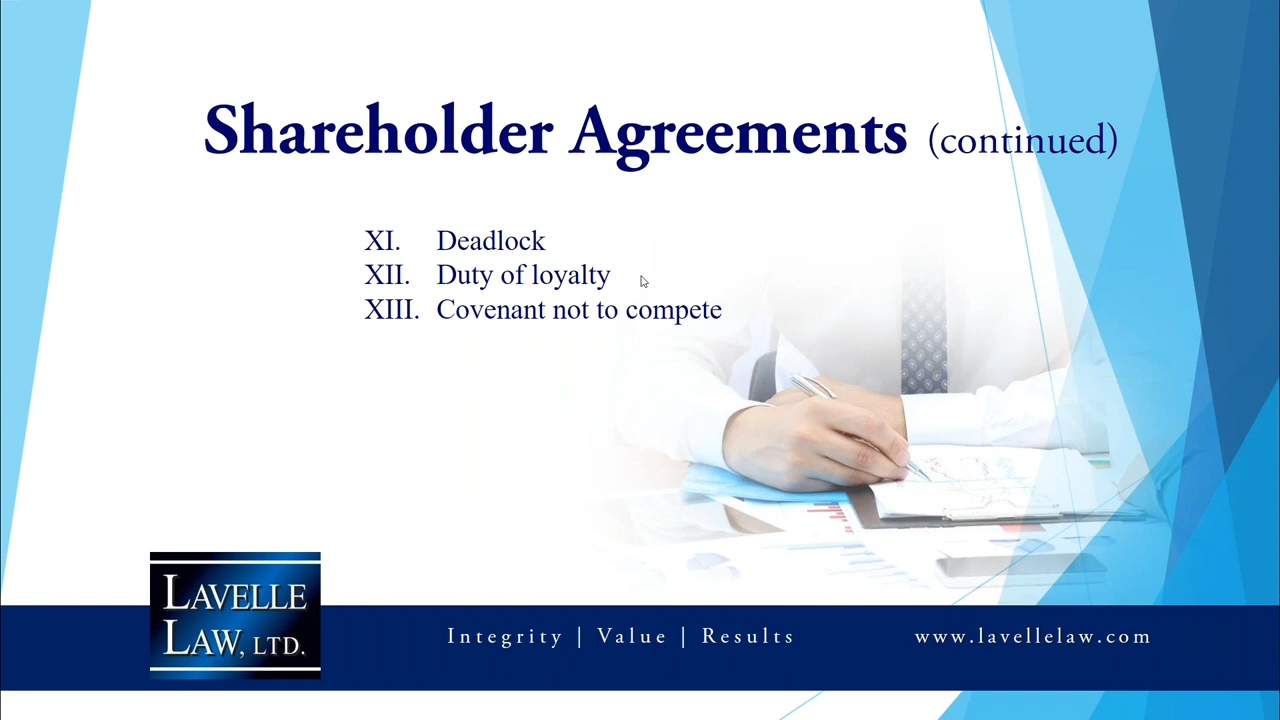 Shareholder Agreements (continued)
XI. Deadlock
XII. Duty of loyalty
XIII. Covenant not to compete
LAVELLE
LAW, LTD.
Integrity | Value | Results
www.lavellelaw.com